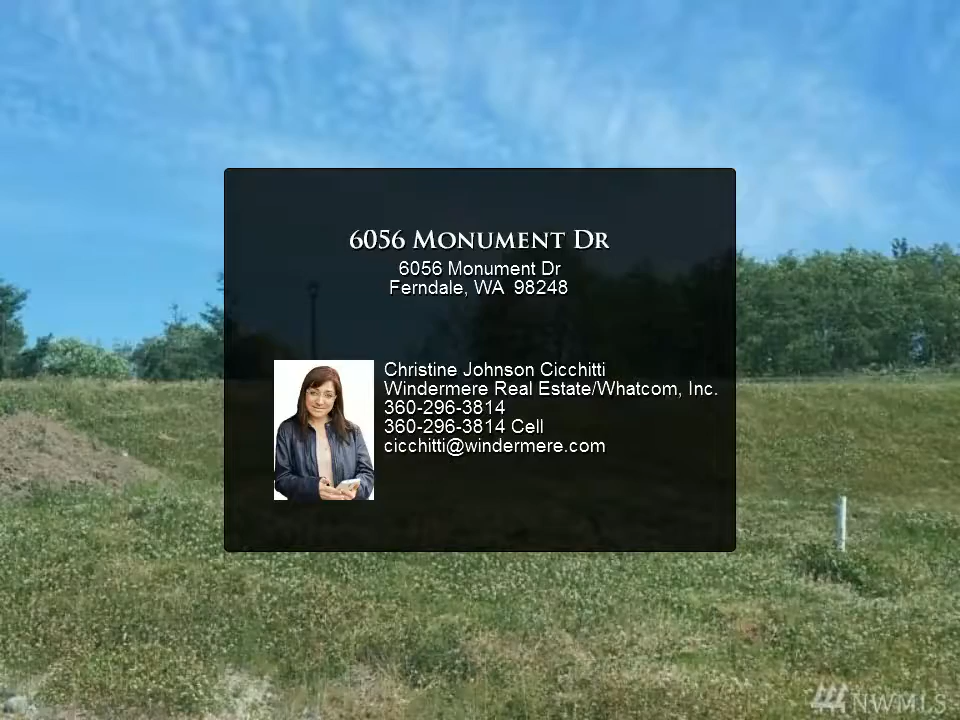 6056 Monument Dr
6056 Monument Dr
Ferndale, WA  98248
Christine Johnson Cicchitti
Windermere Real Estate/Whatcom, Inc.
360-296-3814
360-296-3814 Cell
cicchitti@windermere.com
NWMLS